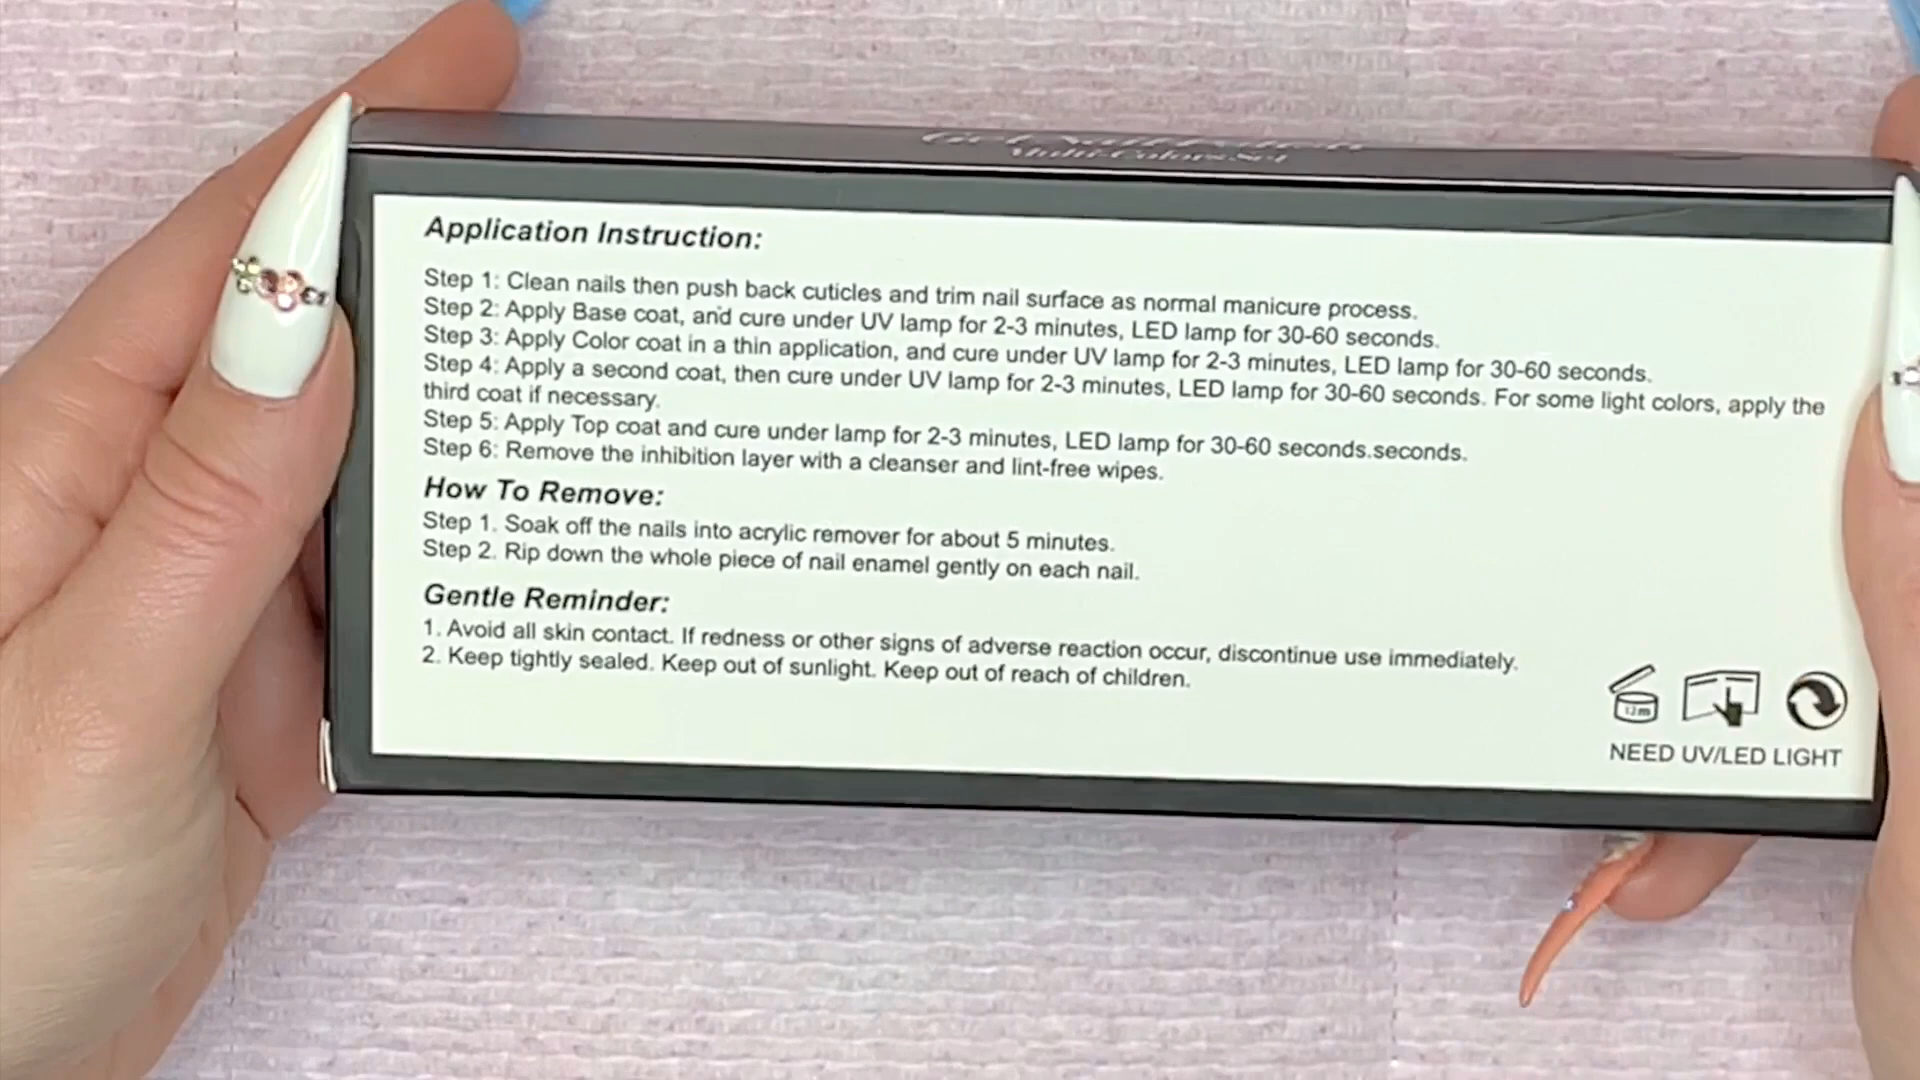 Multi-Colors Set
Application Instruction:
Step 1: Clean nails then push back cuticles and trim nail surface as normal manicure process.
Step 2: Apply Base coat, and cure under UV lamp for 2-3 minutes, LED lamp for 30-60 seconds.
Step 3: Apply Color coat in a thin application, and cure under UV lamp for 2-3 minutes, LED lamp for 30-60 seconds.
Step 4: Apply a second coat, then cure under UV lamp for 2-3 minutes, LED lamp for 30-60 seconds. For some light colors, apply the
third coat if necessary.
Step 5: Apply Top coat and cure under lamp for 2-3 minutes, LED lamp for 30-60 seconds.seconds.
Step 6: Remove the inhibition layer with a cleanser and lint-free wipes.
How To Remove:
Step 1. Soak off the nails into acrylic remover for about 5 minutes.
Step 2. Rip down the whole piece of nail enamel gently on each nail.
Gentle Reminder:
1. Avoid all skin contact. If redness or other signs of adverse reaction occur, discontinue use immediately.
2. Keep tightly sealed. Keep out of sunlight. Keep out of reach of children.
12m
NEED UV/LED LIGHT